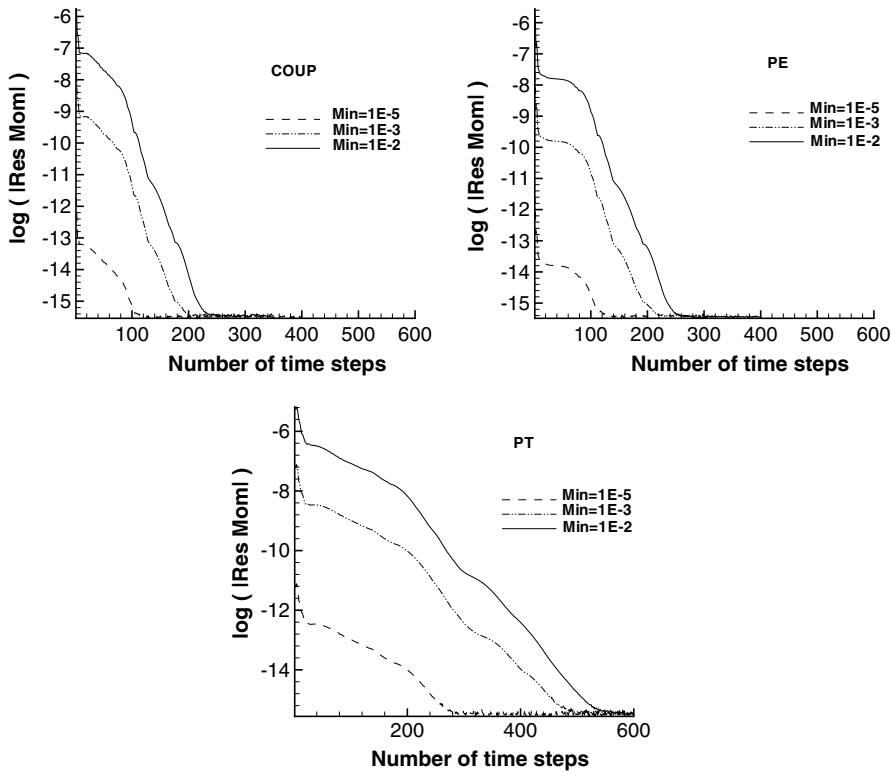 -6
-7
-8
-9
-10
-11
-12
-13
-14
-15
log ( |Res Mom| )
COUP
Min=1E-5
Min=1E-3
Min=1E-2
100 200 300 400 500 600
Number of time steps
-6
-7
-8
-9
-10
-11
-12
-13
-14
-15
log ( |Res Mom| )
PE
Min=1E-5
Min=1E-3
Min=1E-2
100 200 300 400 500 600
Number of time steps
-6
-8
-10
-12
-14
log ( |Res Mom| )
PT
Min=1E-5
Min=1E-3
Min=1E-2
200 400 600
Number of time steps